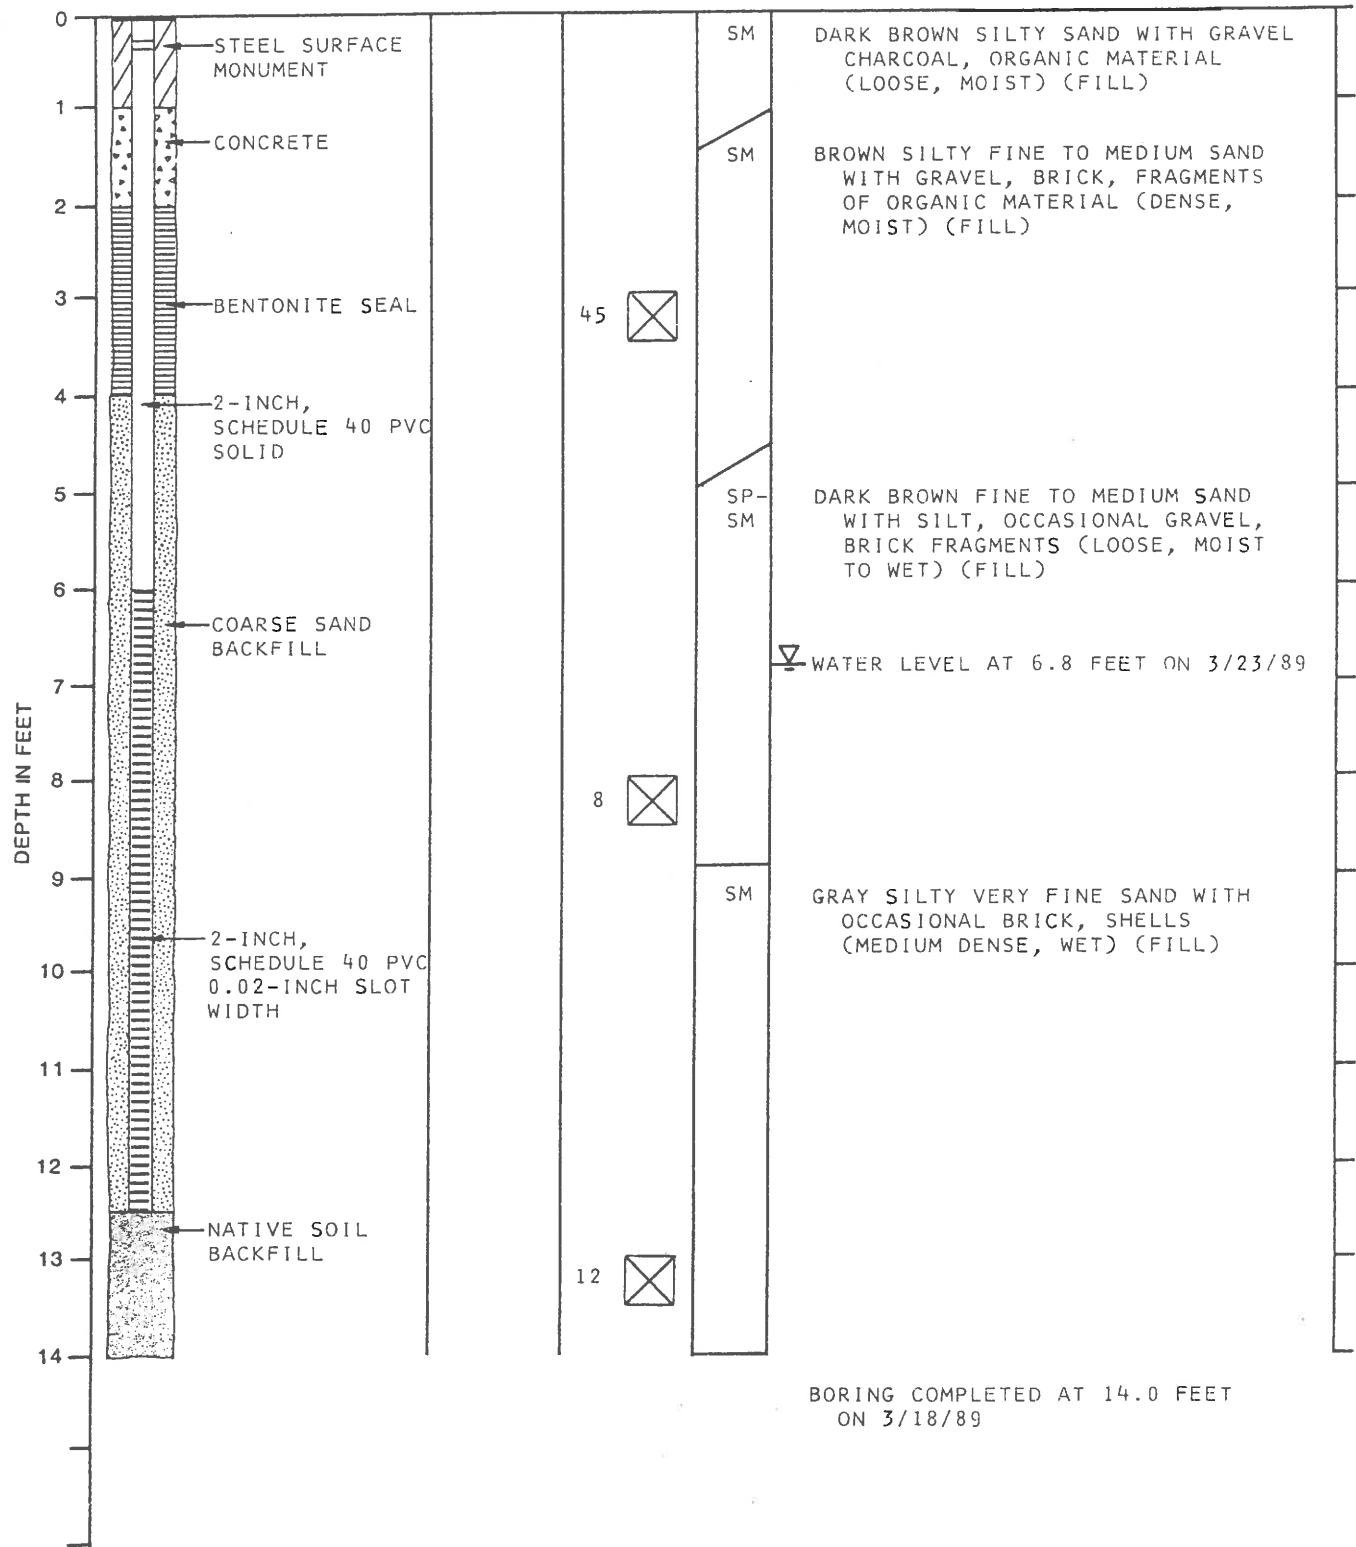 0
STEEL SURFACE
MONUMENT
1
CONCRETE
2
3
BENTONITE SEAL
4
2-INCH,
SCHEDULE 40 PVC
SOLID
5
6
COARSE SAND
BACKFILL
7
DEPTH IN FEET
8
9
2-INCH,
SCHEDULE 40 PVC
0.02-INCH SLOT
WIDTH
10
11
12
NATIVE SOIL
BACKFILL
13
14
45
8
12
SM
DARK BROWN SILTY SAND WITH GRAVEL
CHARCOAL, ORGANIC MATERIAL
(LOOSE, MOIST) (FILL)
SM
BROWN SILTY FINE TO MEDIUM SAND
WITH GRAVEL, BRICK, FRAGMENTS
OF ORGANIC MATERIAL (DENSE,
MOIST) (FILL)
SP-
SM
DARK BROWN FINE TO MEDIUM SAND
WITH SILT, OCCASIONAL GRAVEL,
BRICK FRAGMENTS (LOOSE, MOIST
TO WET) (FILL)
WATER LEVEL AT 6.8 FEET ON 3/23/89
SM
GRAY SILTY VERY FINE SAND WITH
OCCASIONAL BRICK, SHELLS
(MEDIUM DENSE, WET) (FILL)
BORING COMPLETED AT 14.0 FEET
ON 3/18/89